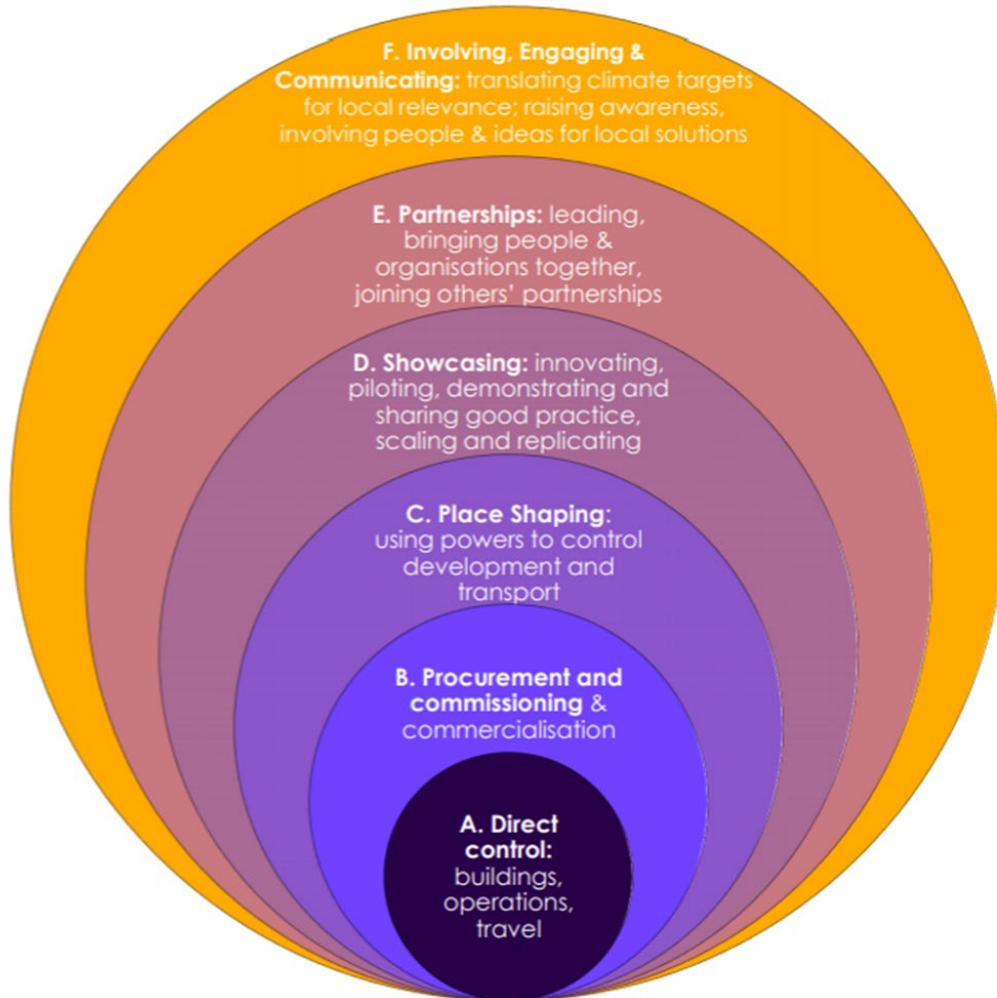 F. Involving, Engaging &
Communicating: translating climate targets
for local relevance; raising awareness,
involving people & ideas for local solutions
E. Partnerships: leading,
bringing people &
organisations together,
joining others’ partnerships
D. Showcasing: innovating,
piloting, demonstrating and
sharing good practice,
scaling and replicating
C. Place Shaping:
using powers to control
development and
transport
B. Procurement and
commissioning &
commercialisation
A. Direct
control:
buildings,
operations,
travel